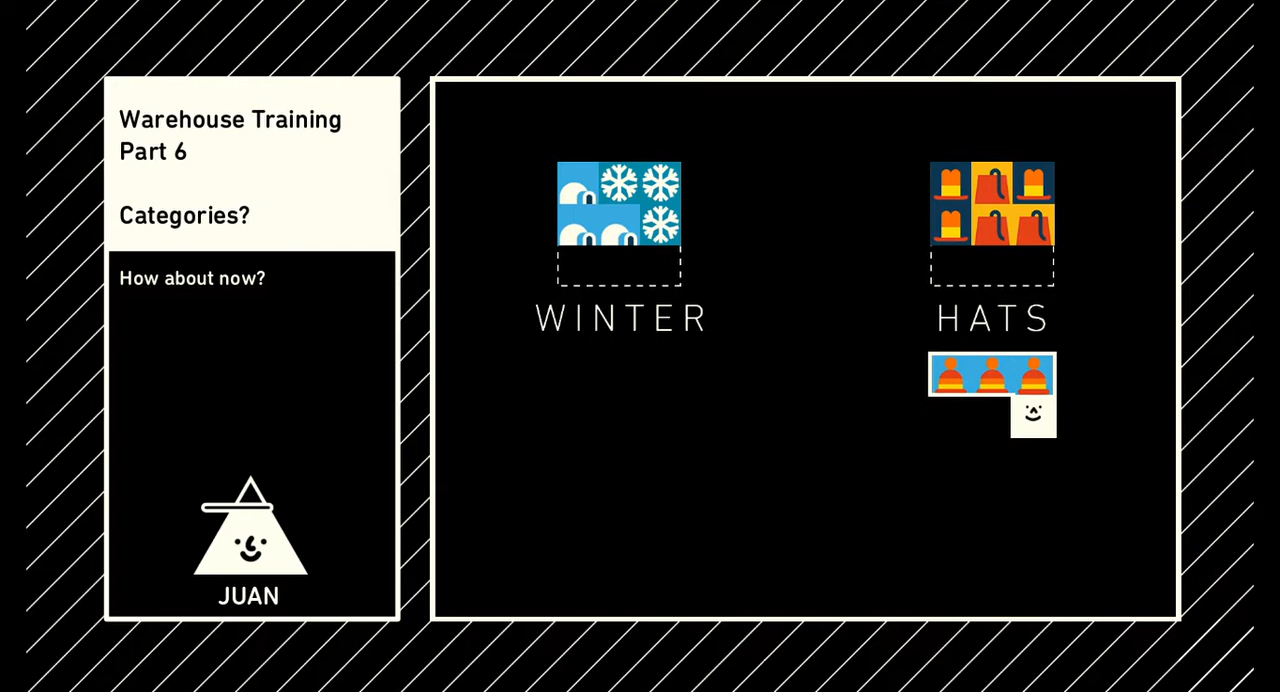 Warehouse Training
Part 6
Categories?
How about now?
JUAN
WINTER
HATS